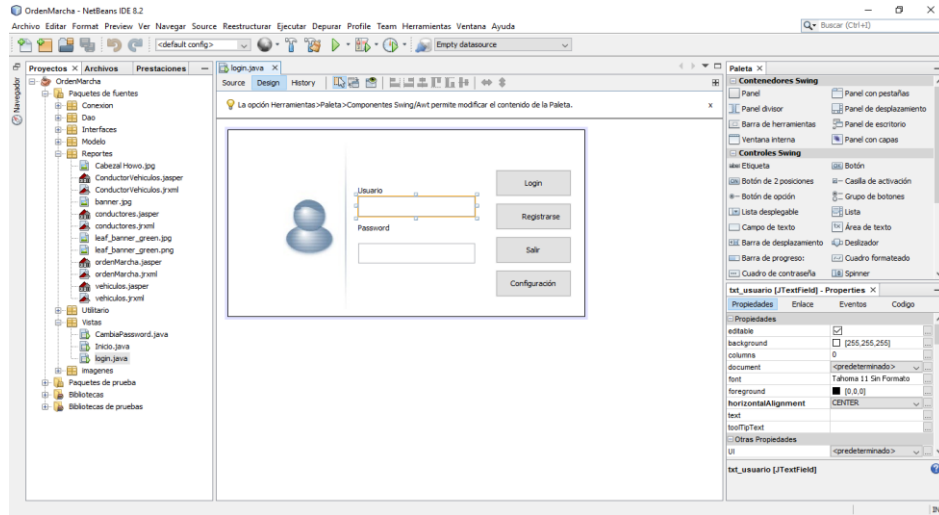 OrdenMarcha - NetBeans IDE 8.2
Archivo Editar Format Preview Ver Navegar Source Reestructurar Ejecutar Depurar Profile Team Herramientas Ventana Ayuda
Buscar (Ctrl+I)
<default config>
Empty datasource
Navegador
Proyectos
Archivos
Prestaciones
OrdenMarcha
Paquetes de fuentes
Conexion
Dao
Interfaces
Modelo
Reportes
Cabezal Howo.jpg
ConductorVehiculos.jasper
ConductorVehiculos.jrxml
banner.jpg
conductores.jasper
conductores.jrxml
leaf_banner_green.jpg
leaf_banner_green.png
ordenMarcha.jasper
ordenMarcha.jrxml
vehiculos.jasper
vehiculos.jrxml
Utilitario
Vistas
CambiaPassword.java
Inicio.java
login.java
imagenes
Paquetes de prueba
Bibliotecas
Bibliotecas de pruebas
login.java
Source Design History
La opción Herramientas>Paleta>Componentes Swing/Awt permite modificar el contenido de la Paleta.
x
Usuario
Password
Login
Registrarse
Salir
Configuración
Paleta
Contenedores Swing
Panel
Panel con pestañas
Panel divisor
Panel de desplazamiento
Barra de herramientas
Panel de escritorio
Ventana interna
Panel con capas
Controles Swing
label Etiqueta
OK Botón
Botón de 2 posiciones
Casilla de activación
Botón de opción
Grupo de botones
Lista desplegable
Lista
Campo de texto
Área de texto
Barra de desplazamiento
Deslizador
Barra de progreso:
Cuadro formateado
Cuadro de contraseña
Spinner
txt_usuario [JTextField] - Properties
Propiedades Enlace Eventos Codigo
Propiedades
editable
background [255,255,255]
columns 0
document <predeterminado>
font Tahoma 11 Sin Formato
foreground [0,0,0]
horizontalAlignment CENTER
text
toolTipText
Otras Propiedades
UI <predeterminado>
txt_usuario [JTextField]